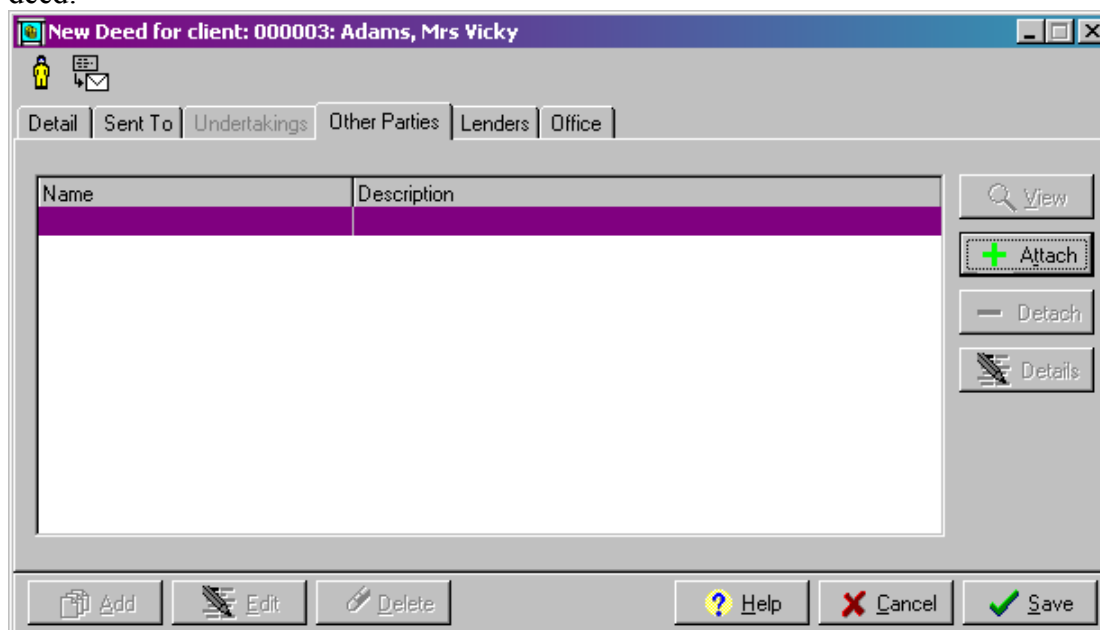 deed.
New Deed for client: 000003: Adams, Mrs Vicky
Detail Sent To Undertakings Other Parties Lenders Office
Name Description
View
Attach
Detach
Details
Add Edit Delete ? Help Cancel Save